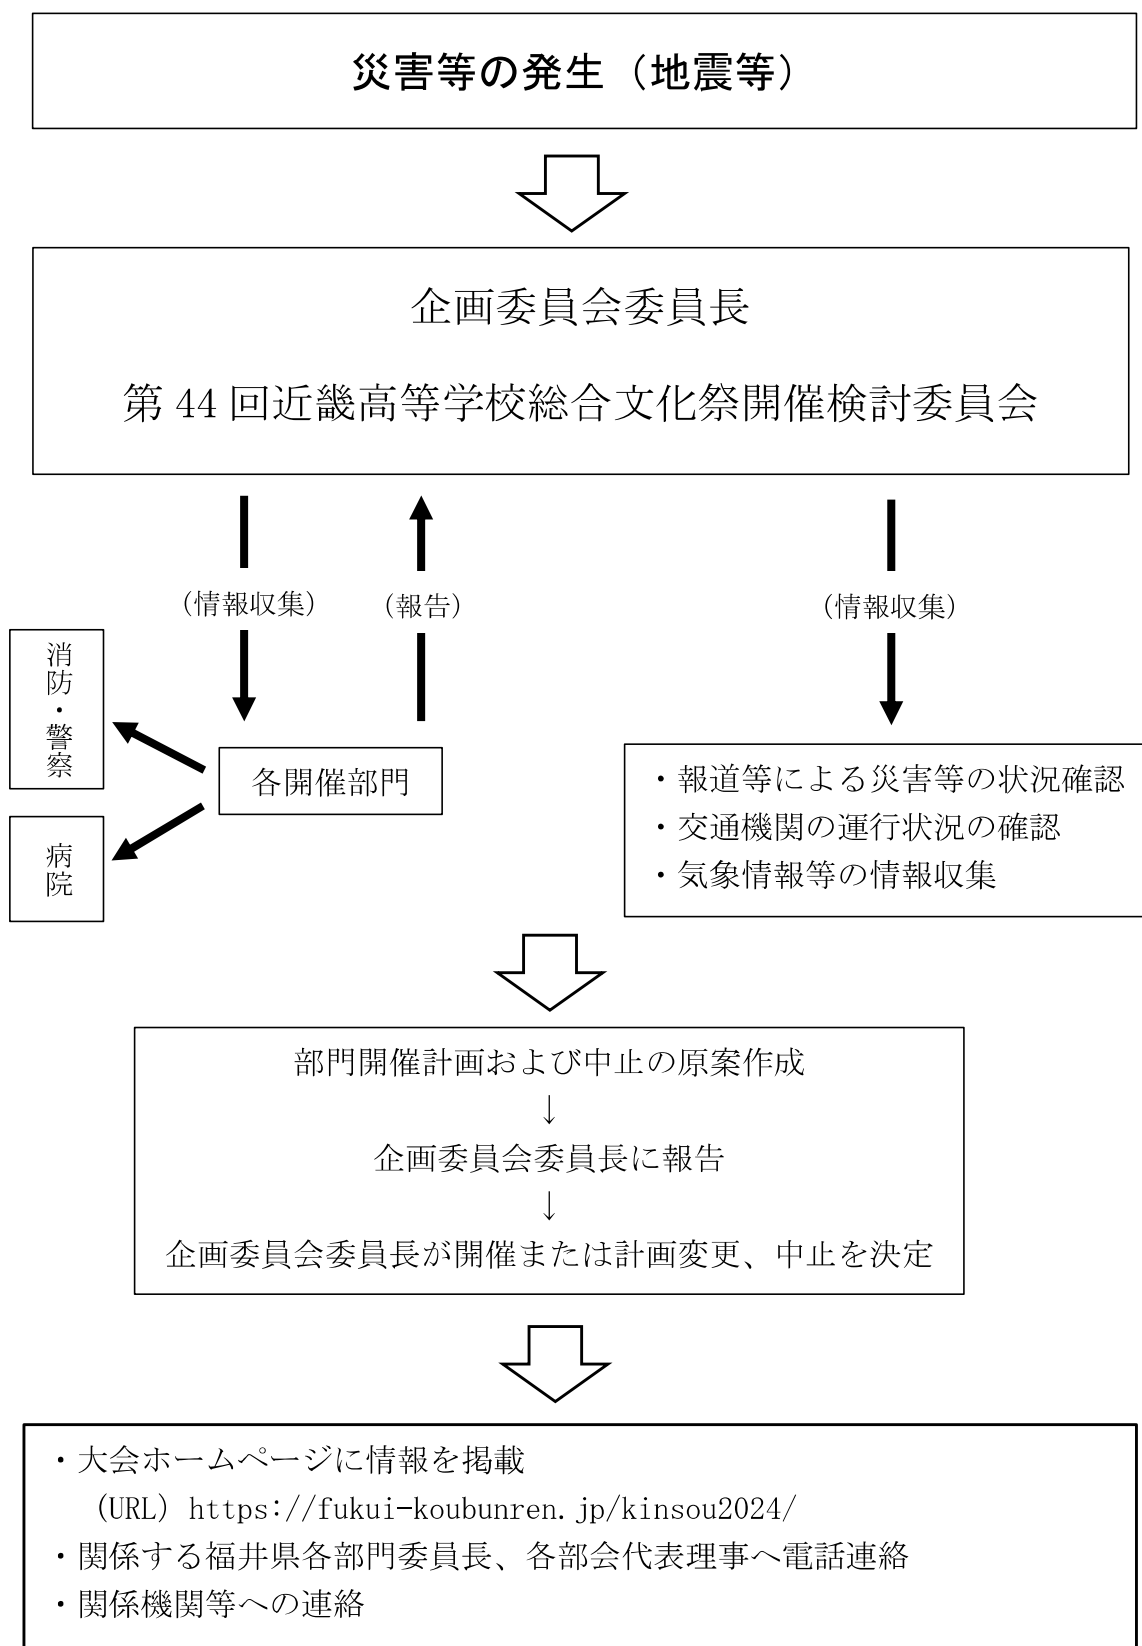 災害等の発生（地震等）
企画委員会委員長
第 44 回近畿高等学校総合文化祭開催検討委員会
（情報収集）
（報告）
（情報収集）
消防・警察
病院
各開催部門
・報道等による災害等の状況確認
・交通機関の運行状況の確認
・気象情報等の情報収集
部門開催計画および中止の原案作成
↓
企画委員会委員長に報告
↓
企画委員会委員長が開催または計画変更、中止を決定
・大会ホームページに情報を掲載
（URL）https://fukui-koubunren.jp/kinsou2024/
・関係する福井県各部門委員長、各部会代表理事へ電話連絡
・関係機関等への連絡